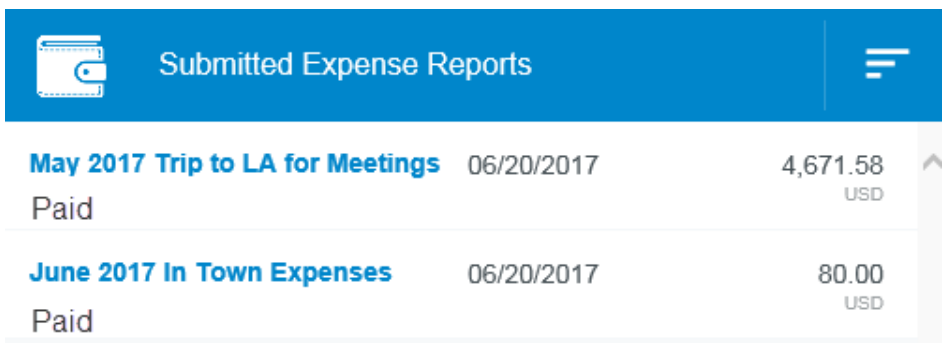 Submitted Expense Reports
May 2017 Trip to LA for Meetings 06/20/2017 4,671.58
USD
Paid
June 2017 In Town Expenses 06/20/2017 80.00
USD
Paid